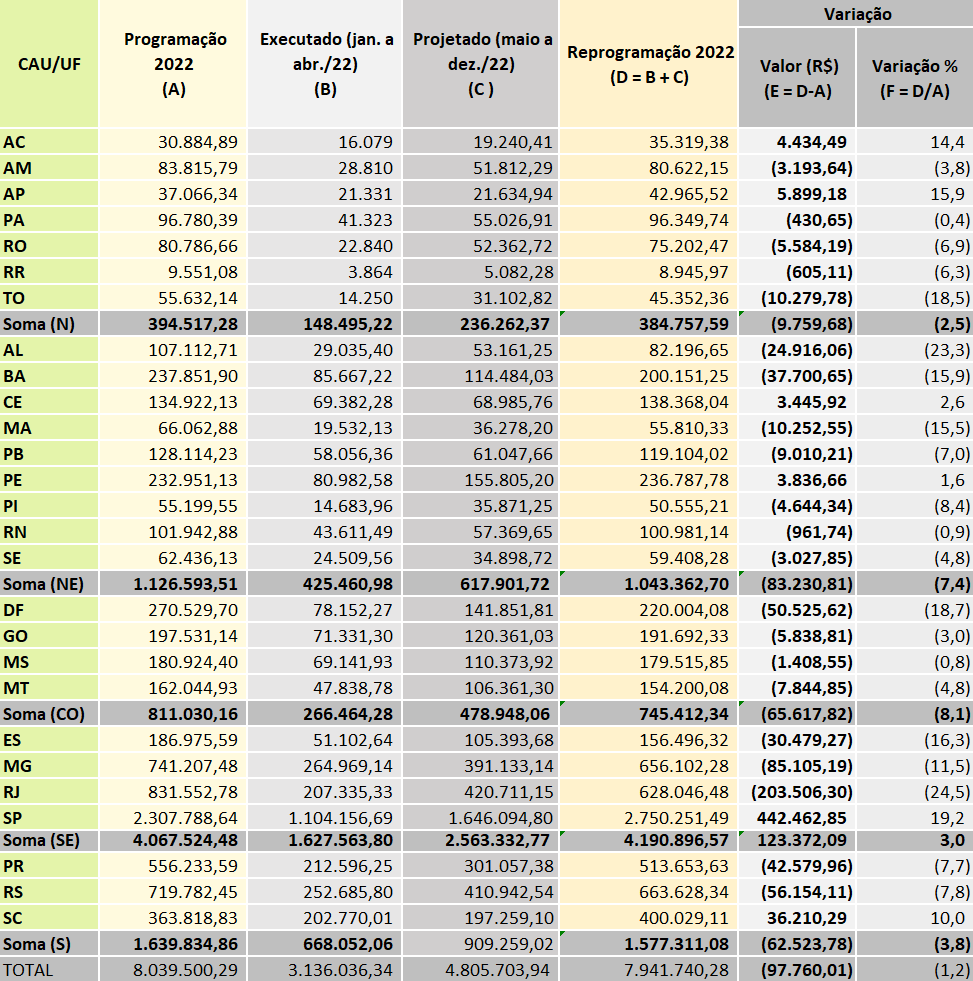 CAU/UF Programação 2022 (A) Executado (jan. a abr./22) (B) Projetado (maio a dez./22) (C ) Reprogramação 2022 (D = B + C) Variação
Valor (R$) (E = D-A) Variação % (F = D/A)
AC 30.884,89 16.079 19.240,41 35.319,38 4.434,49 14,4
AM 83.815,79 28.810 51.812,29 80.622,15 (3.193,64) (3,8)
AP 37.066,34 21.331 21.634,94 42.965,52 5.899,18 15,9
PA 96.780,39 41.323 55.026,91 96.349,74 (430,65) (0,4)
RO 80.786,66 22.840 52.362,72 75.202,47 (5.584,19) (6,9)
RR 9.551,08 3.864 5.082,28 8.945,97 (605,11) (6,3)
TO 55.632,14 14.250 31.102,82 45.352,36 (10.279,78) (18,5)
Soma (N) 394.517,28 148.495,22 236.262,37 384.757,59 (9.759,68) (2,5)
AL 107.112,71 29.035,40 53.161,25 82.196,65 (24.916,06) (23,3)
BA 237.851,90 85.667,22 114.484,03 200.151,25 (37.700,65) (15,9)
CE 134.922,13 69.382,28 68.985,76 138.368,04 3.445,92 2,6
MA 66.062,88 19.532,13 36.278,20 55.810,33 (10.252,55) (15,5)
PB 128.114,23 58.056,36 61.047,66 119.104,02 (9.010,21) (7,0)
PE 232.951,13 80.982,58 155.805,20 236.787,78 3.836,66 1,6
PI 55.199,55 14.683,96 35.871,25 50.555,21 (4.644,34) (8,4)
RN 101.942,88 43.611,49 57.369,65 100.981,14 (961,74) (0,9)
SE 62.436,13 24.509,56 34.898,72 59.408,28 (3.027,85) (4,8)
Soma (NE) 1.126.593,51 425.460,98 617.901,72 1.043.362,70 (83.230,81) (7,4)
DF 270.529,70 78.152,27 141.851,81 220.004,08 (50.525,62) (18,7)
GO 197.531,14 71.331,30 120.361,03 191.692,33 (5.838,81) (3,0)
MS 180.924,40 69.141,93 110.373,92 179.515,85 (1.408,55) (0,8)
MT 162.044,93 47.838,78 106.361,30 154.200,08 (7.844,85) (4,8)
Soma (CO) 811.030,16 266.464,28 478.948,06 745.412,34 (65.617,82) (8,1)
ES 186.975,59 51.102,64 105.393,68 156.496,32 (30.479,27) (16,3)
MG 741.207,48 264.969,14 391.133,14 656.102,28 (85.105,19) (11,5)
RJ 831.552,78 207.335,33 420.711,15 628.046,48 (203.506,30) (24,5)
SP 2.307.788,64 1.104.156,69 1.646.094,80 2.750.251,49 442.462,85 19,2
Soma (SE) 4.067.524,48 1.627.563,80 2.563.332,77 4.190.896,57 123.372,09 3,0
PR 556.233,59 212.596,25 301.057,38 513.653,63 (42.579,96) (7,7)
RS 719.782,45 252.685,80 410.942,54 663.628,34 (56.154,11) (7,8)
SC 363.818,83 202.770,01 197.259,10 400.029,11 36.210,29 10,0
Soma (S) 1.639.834,86 668.052,06 909.259,02 1.577.311,08 (62.523,78) (3,8)
TOTAL 8.039.500,29 3.136.036,34 4.805.703,94 7.941.740,28 (97.760,01) (1,2)